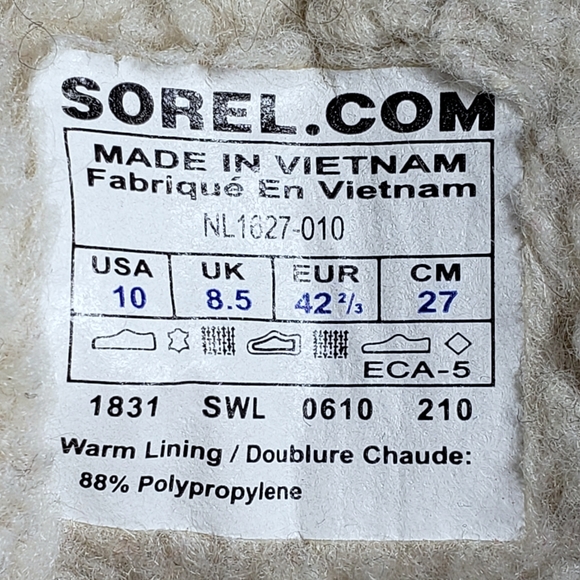 SOREL.COM
MADE IN VIETNAM
Fabriqué En Vietnam
NL1627-010
USA UK EUR CM
10 8.5 42 2/3 27
ECA-5
1831 SWL 0610 210
Warm Lining / Doublure Chaude:
88% Polypropylene